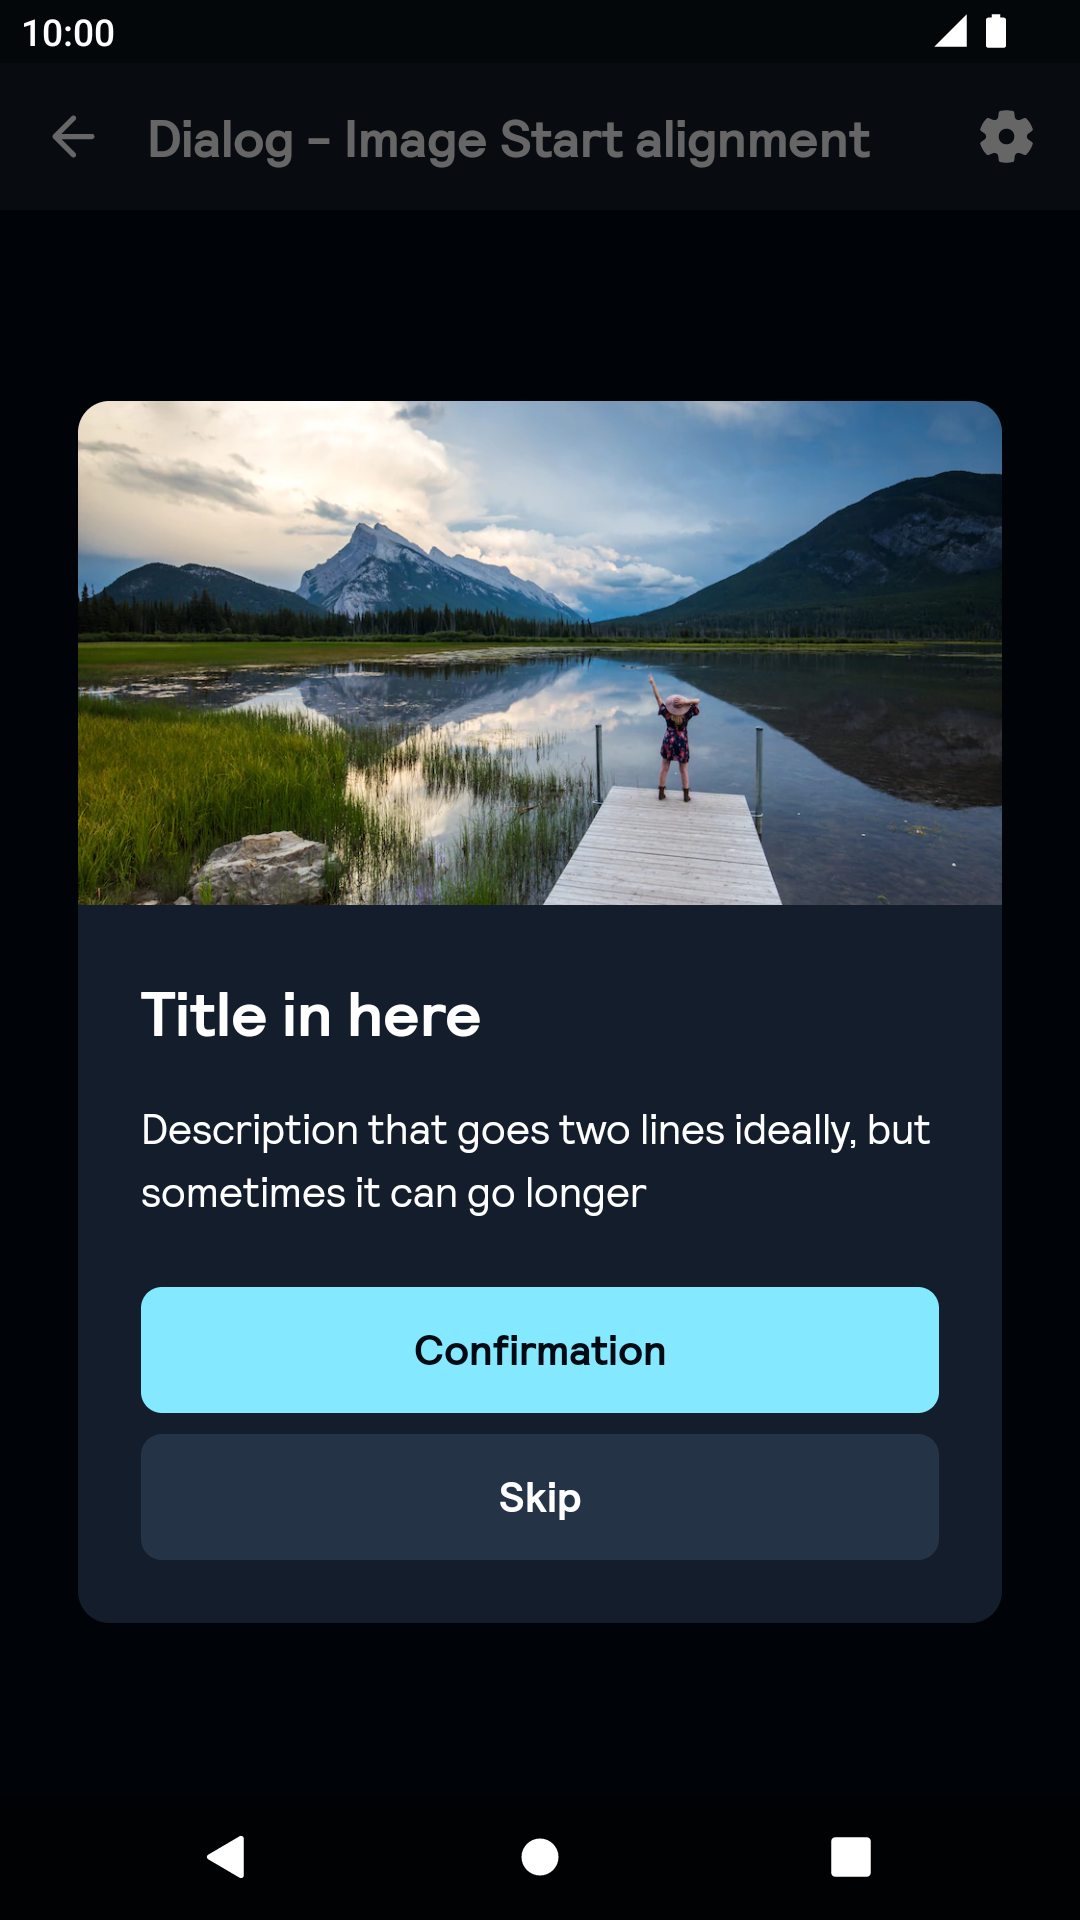 10:00
Dialog - Image Start alignment
Title in here
Description that goes two lines ideally, but
sometimes it can go longer
Confirmation
Skip